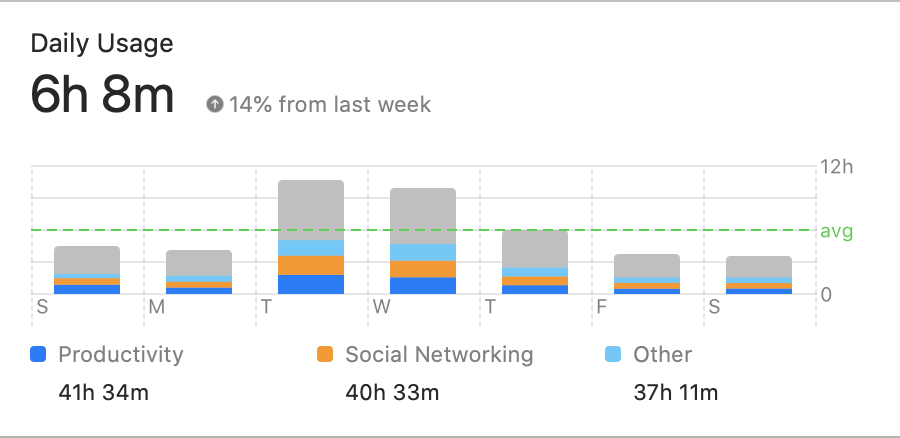 Daily Usage
6h 8m 14% from last week
12h
avg
0
S M T W T F S
Productivity Social Networking Other
41h 34m 40h 33m 37h 11m